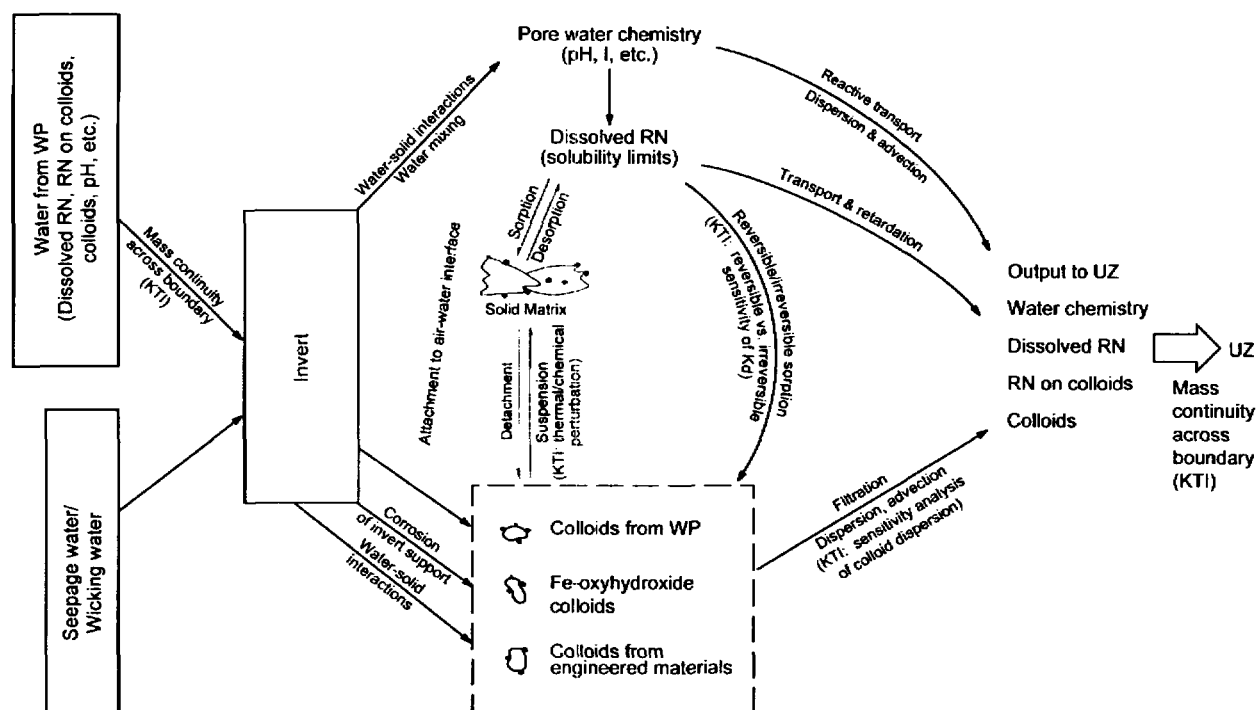 Water from WP
(Dissolved RN, RN on colloids,
colloids, pH, etc.)
Mass continuity
across boundary
(KTI)
Seepage water/
Wicking water
Invert
Water-solid interactions
Water mixing
Pore water chemistry
(pH, I, etc.)
Dissolved RN
(solubility limits)
Sorption
Desorption
Solid Matrix
Attachment to air-water interface
Detachment
Suspension
(KTI: thermal/chemical
perturbation)
Reversible/irreversible sorption
(KTI: reversible vs. irreversible
sensitivity of Kd)
Reactive transport
Dispersion & advection
Transport & retardation
Corrosion
of invert support
Water-solid
interactions
Colloids from WP
Fe-oxyhydroxide
colloids
Colloids from
engineered materials
Filtration
Dispersion, advection
(KTI: sensitivity analysis
of colloid dispersion)
Output to UZ
Water chemistry
Dissolved RN
RN on colloids
Colloids
UZ
Mass
continuity
across
boundary
(KTI)